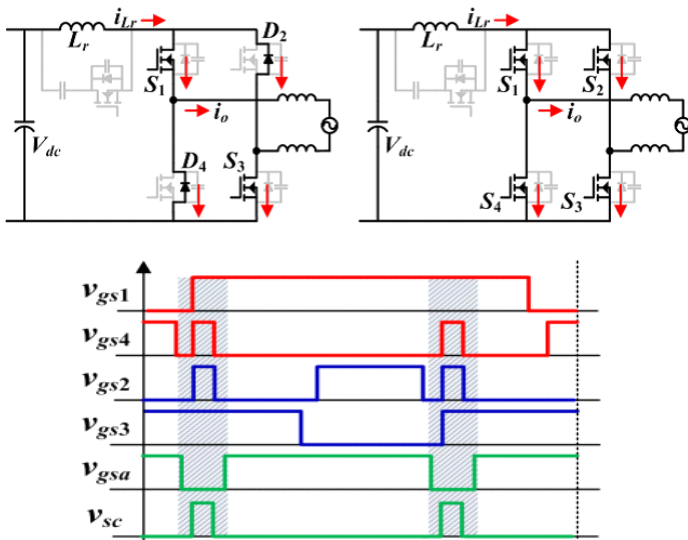 i_Lr
D_2
L_r
S_1
i_o
V_dc
D_4
S_3
i_Lr
L_r
S_1
S_2
i_o
V_dc
S_4
S_3
v_gs1
v_gs4
v_gs2
v_gs3
v_gsa
v_sc